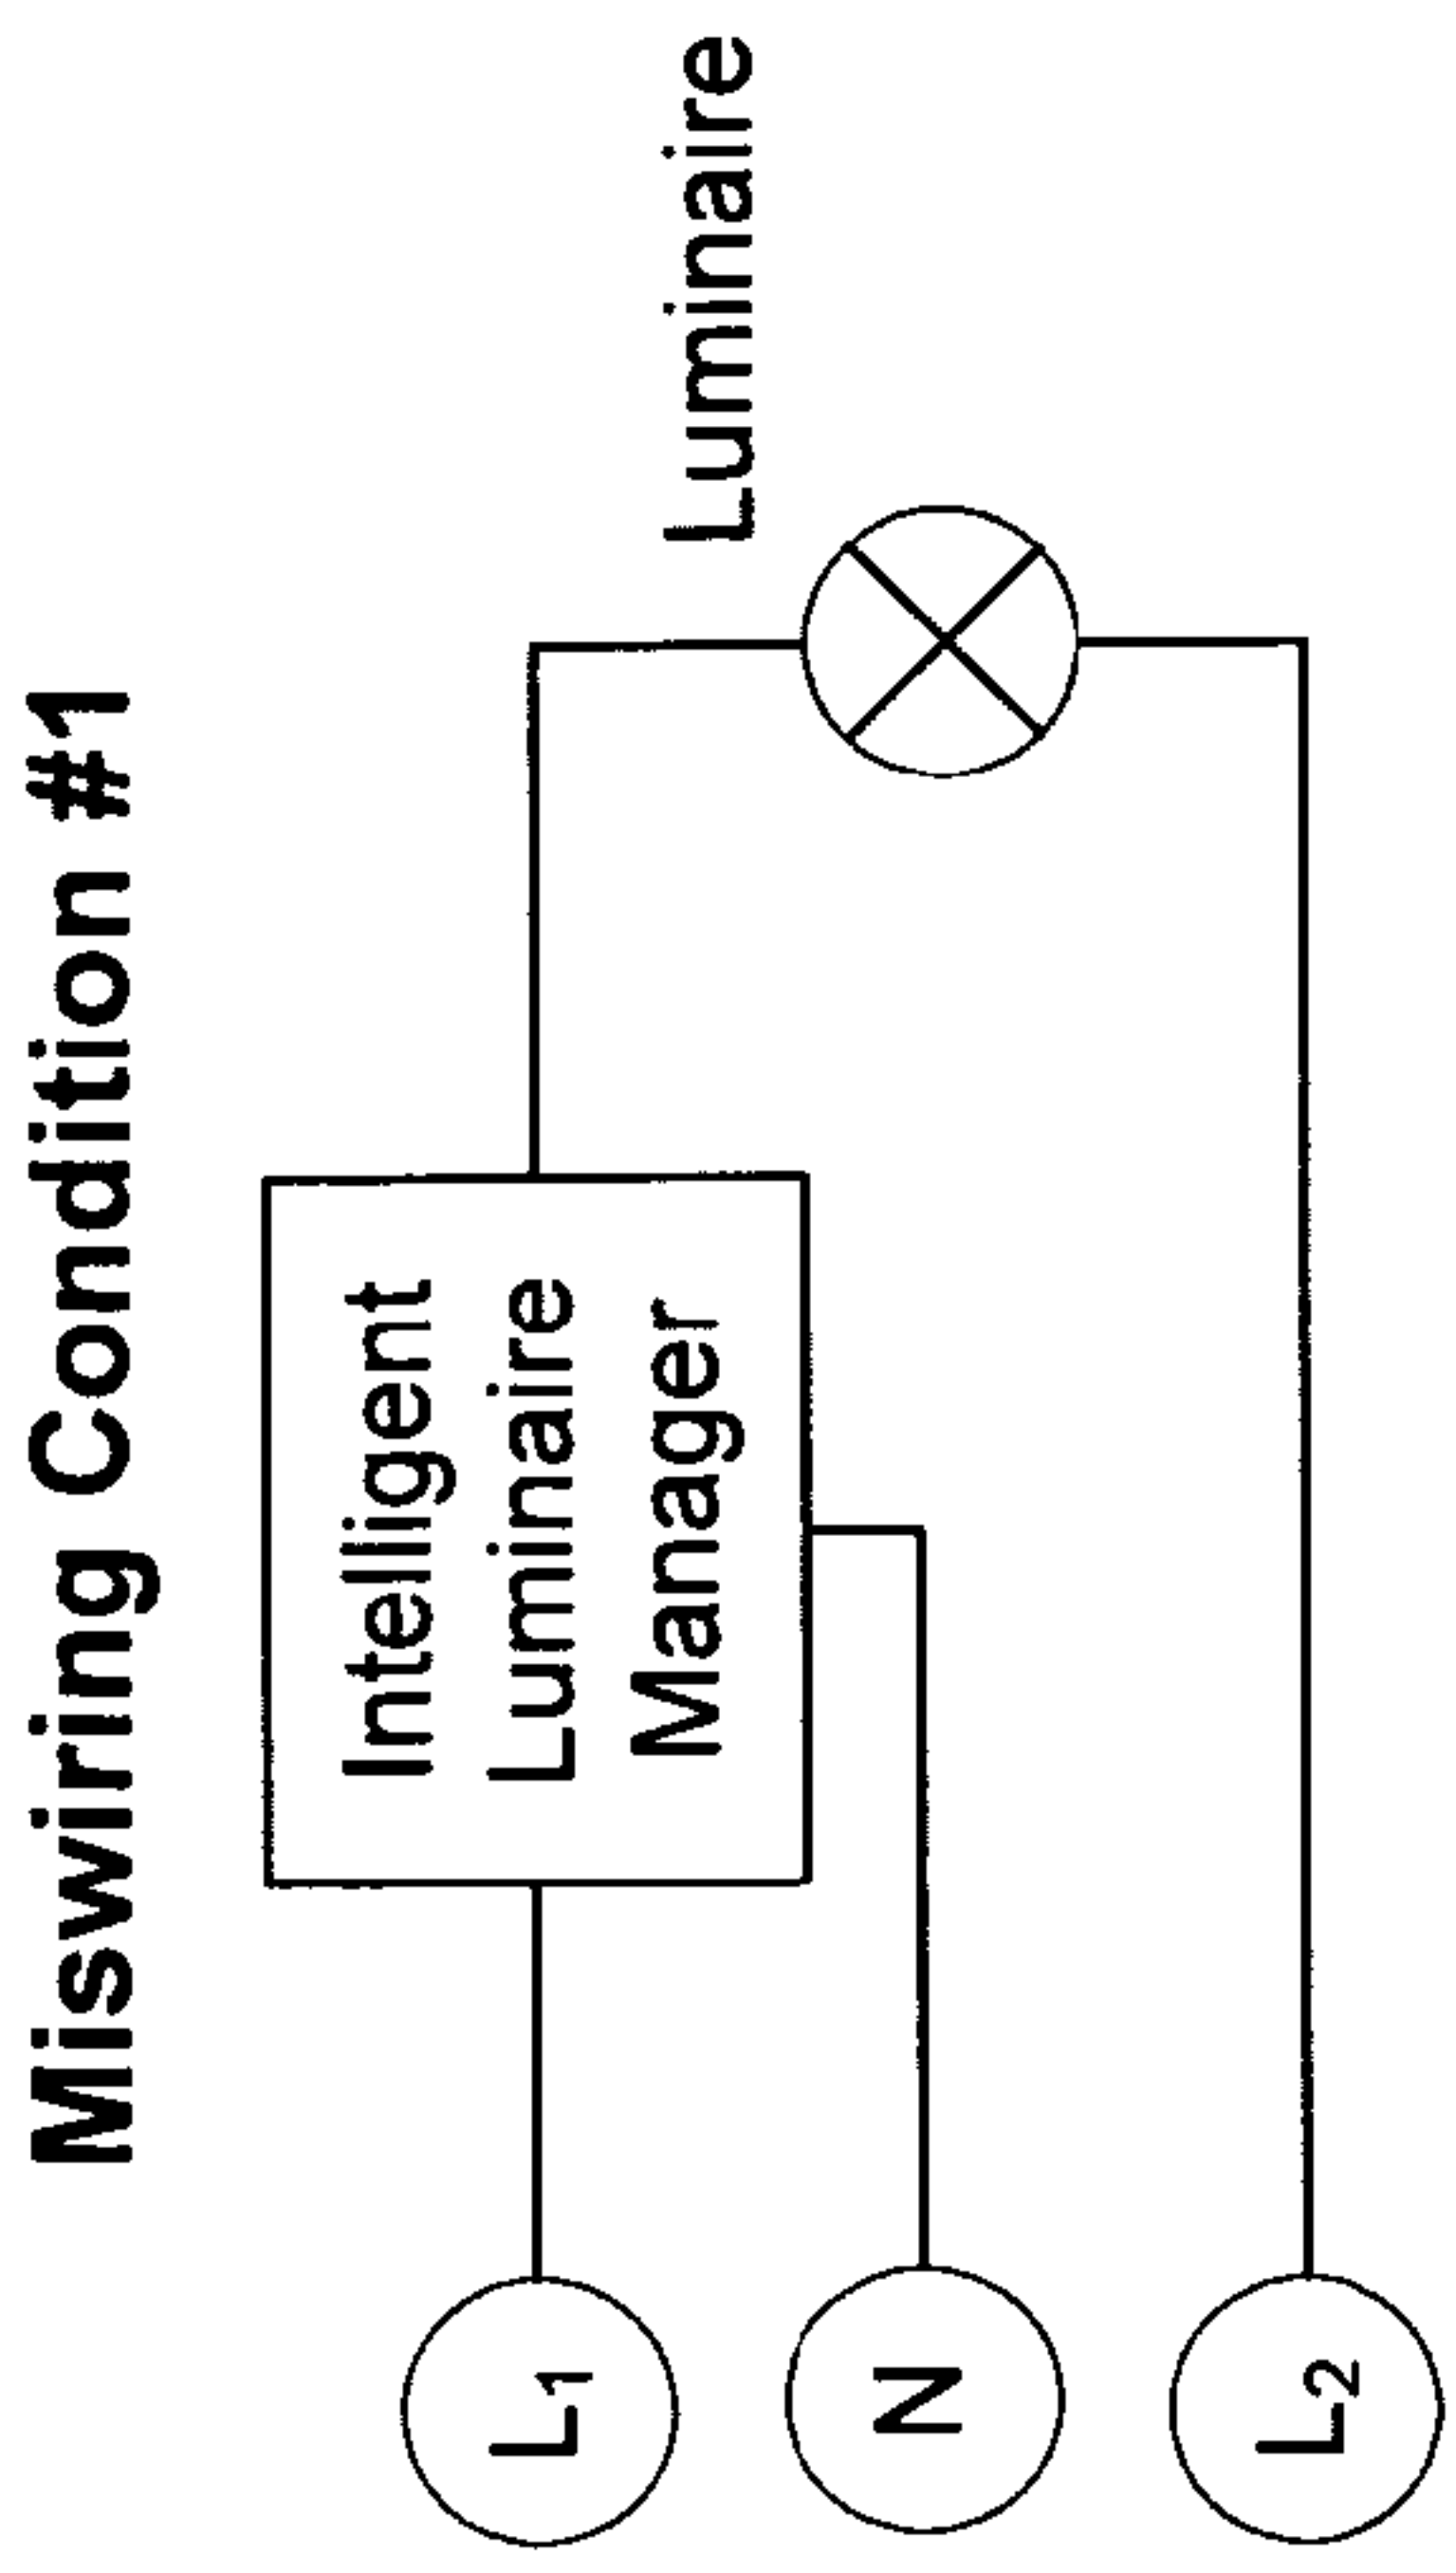 Miswiring Condition #1
Luminaire
Intelligent
Luminaire
Manager
L1
N
L2